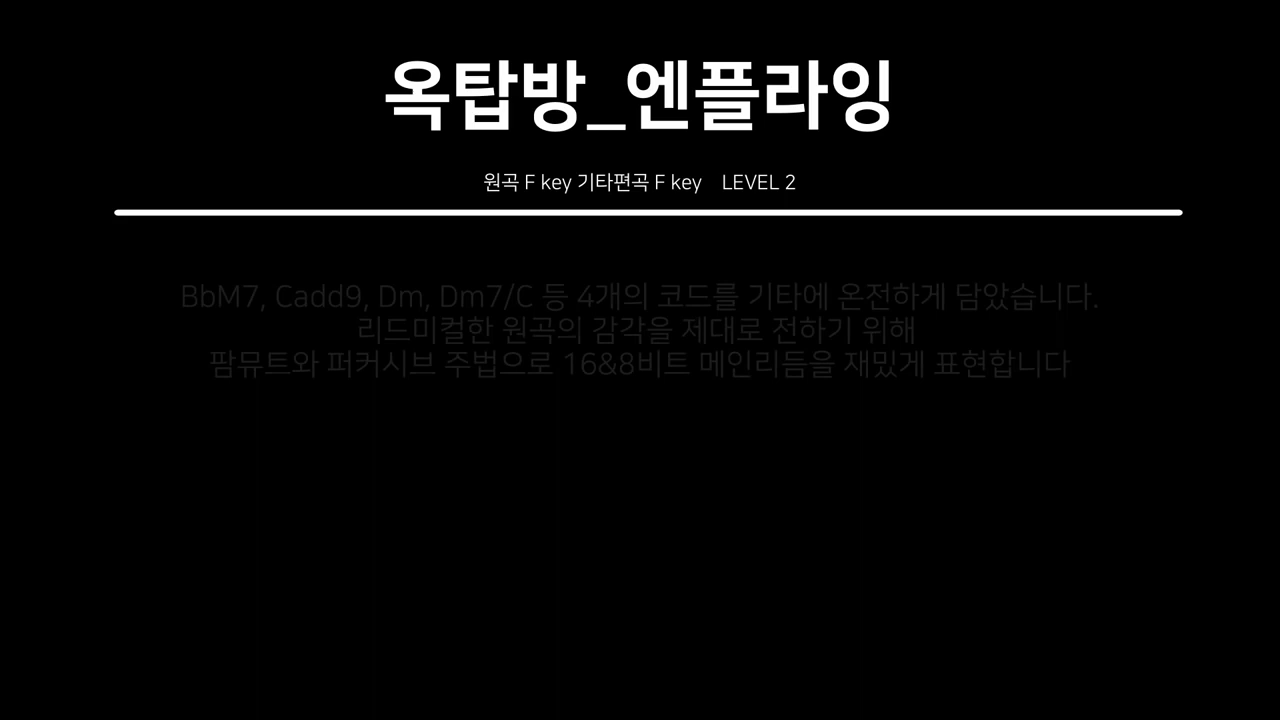 옥탑방_엔플라잉
원곡 F key 기타편곡 F key LEVEL 2
BbM7, Cadd9, Dm, Dm7/C 등 4개의 코드를 기타에 온전하게 담았습니다.
리드미컬한 원곡의 감각을 제대로 전하기 위해
팜뮤트와 퍼커시브 주법으로 16&8비트 메인리듬을 재밌게 표현합니다